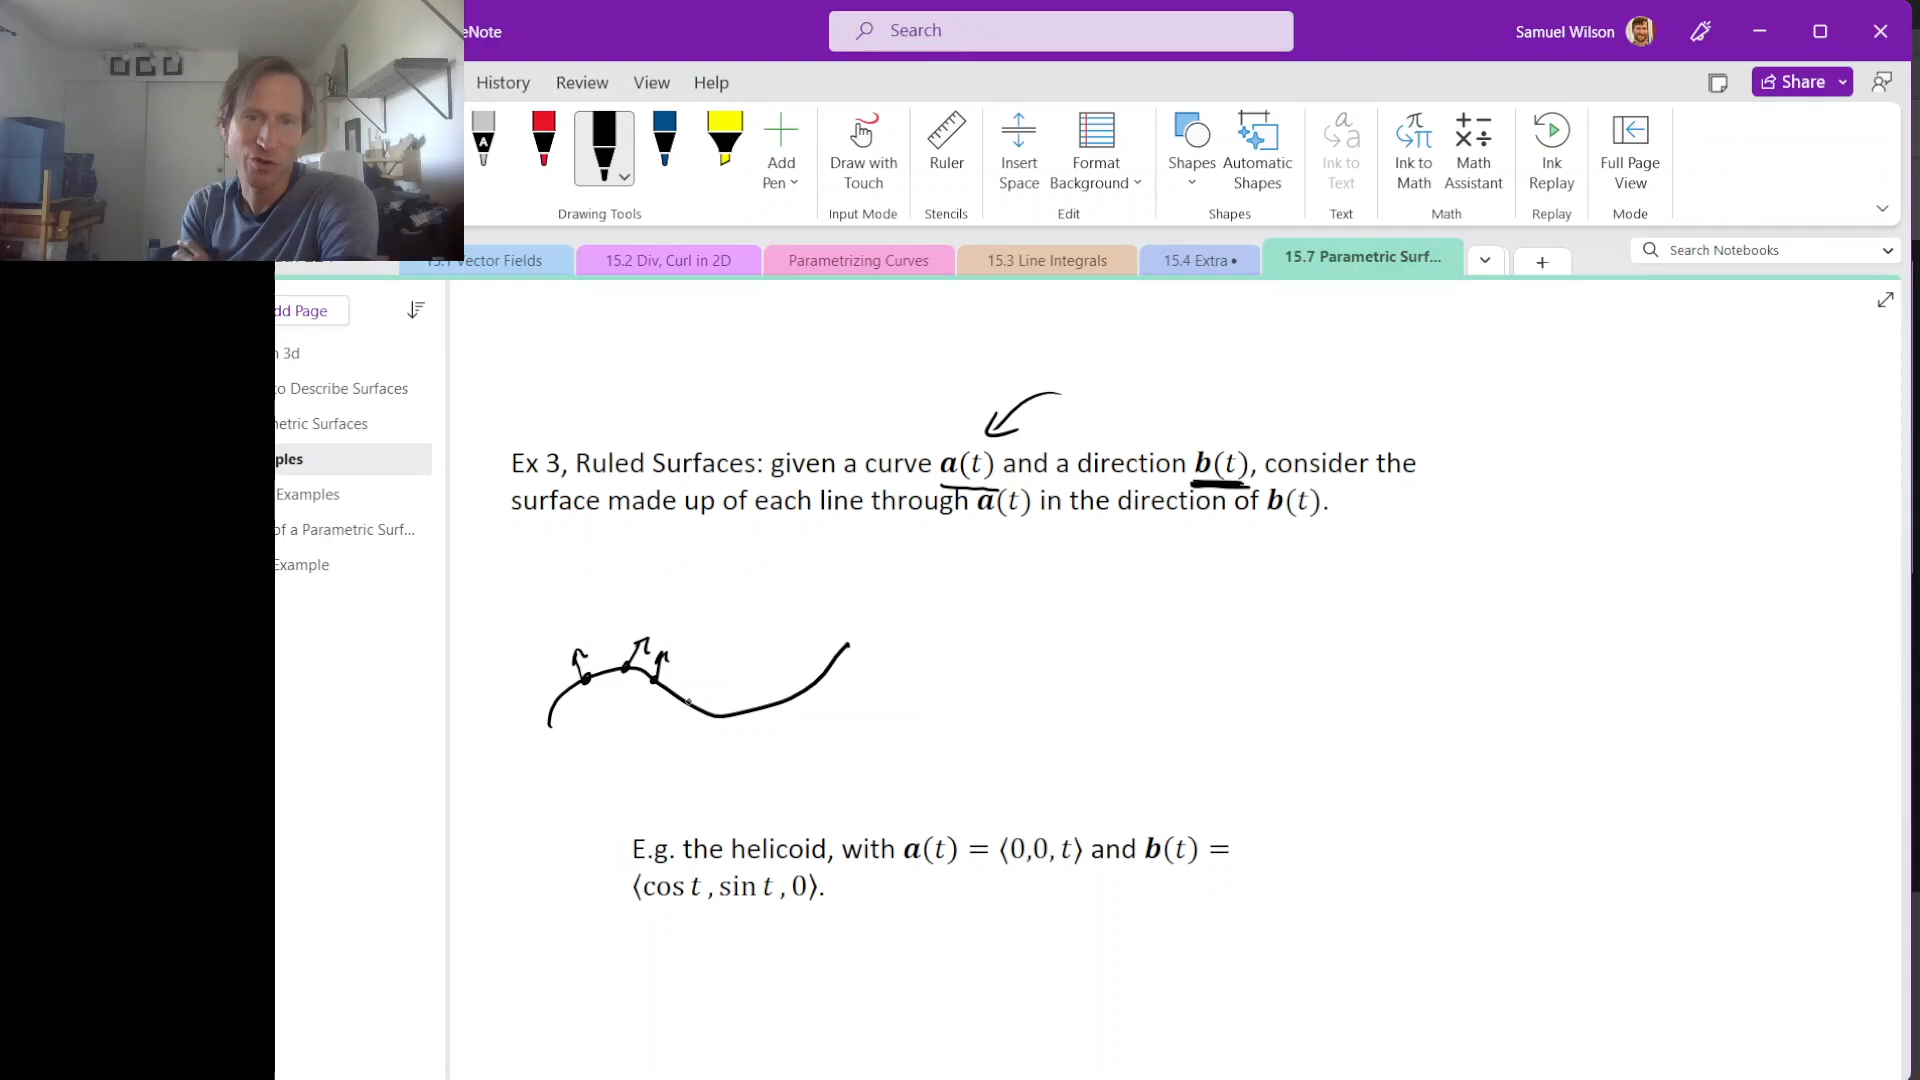 eNote
Search
Samuel Wilson
History Review View Help
Share
Add Pen
Draw with Touch
Ruler
Insert Space
Format Background
Shapes
Automatic Shapes
Ink to Text
Ink to Math
Math Assistant
Ink Replay
Full Page View
Drawing Tools
Input Mode
Stencils
Edit
Shapes
Text
Math
Replay
Mode
Vector Fields
15.2 Div, Curl in 2D
Parametrizing Curves
15.3 Line Integrals
15.4 Extra
15.7 Parametric Surf...
Search Notebooks
dd Page
n 3d
to Describe Surfaces
netric Surfaces
ples
Examples
of a Parametric Surf...
Example
Ex 3, Ruled Surfaces: given a curve a(t) and a direction b(t), consider the
surface made up of each line through a(t) in the direction of b(t).
E.g. the helicoid, with a(t) = ⟨0,0, t⟩ and b(t) =
⟨cos t , sin t , 0⟩.